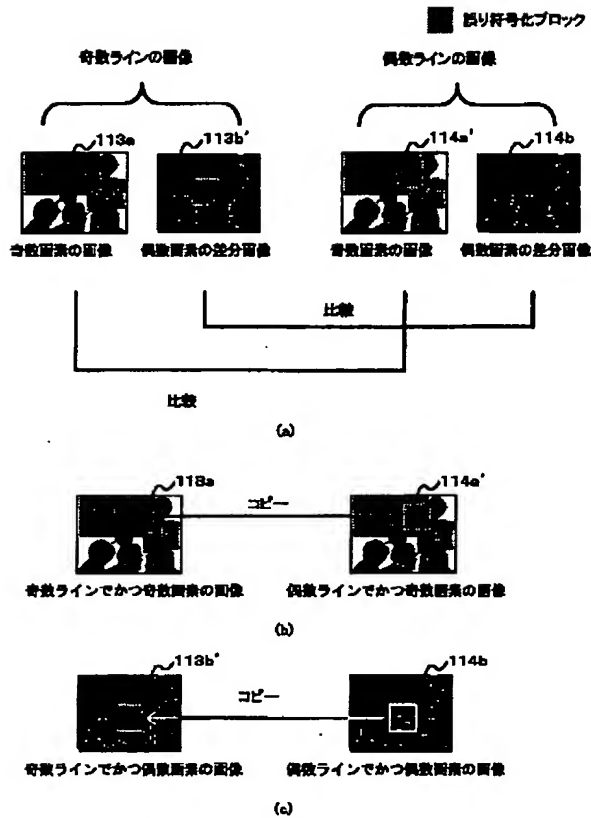 誤り符号化ブロック
奇数ラインの画像 偶数ラインの画像
113a 113b' 114a' 114b
奇数画素の画像 偶数画素の差分画像 奇数画素の画像 偶数画素の差分画像
比較
比較
(a)
113a 114a'
コピー
奇数ラインでかつ奇数画素の画像 偶数ラインでかつ奇数画素の画像
(b)
113b' 114b
コピー
奇数ラインでかつ偶数画素の画像 偶数ラインでかつ偶数画素の画像
(c)